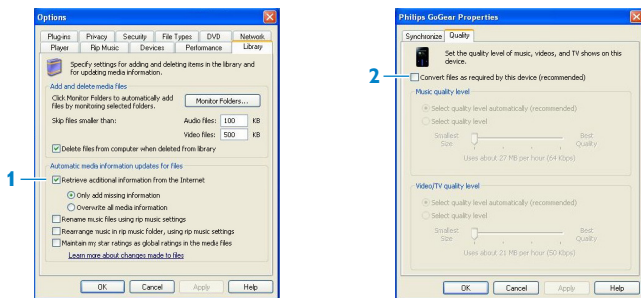 Options
Plug-ins Privacy Security File Types DVD Network
Player Rip Music Devices Performance Library
Specify settings for adding and deleting items in the library and
for updating media information.
Add and delete media files
Click Monitor Folders to automatically add
files by monitoring selected folders.
Monitor Folders...
Skip files smaller than: Audio files: 100 KB
Video files: 500 KB
Delete files from computer when deleted from library
Automatic media information updates for files
1
Retrieve additional information from the Internet
Only add missing information
Overwrite all media information
Rename music files using rip music settings
Rearrange music in rip music folder, using rip music settings
Maintain my star ratings as global ratings in the media files
Learn more about changes made to files
OK Cancel Apply Help
Philips GoGear Properties
Synchronize Quality
Set the quality level of music, videos, and TV shows on this
device.
2
Convert files as required by this device (recommended)
Music quality level
Select quality level automatically (recommended)
Select quality level
Smallest Best
Size Quality
Uses about 27 MB per hour (64 Kbps)
Video/TV quality level
Select quality level automatically (recommended)
Select quality level
Smallest Best
Size Quality
Uses about 21 MB per hour (50 Kbps)
OK Cancel Apply Help